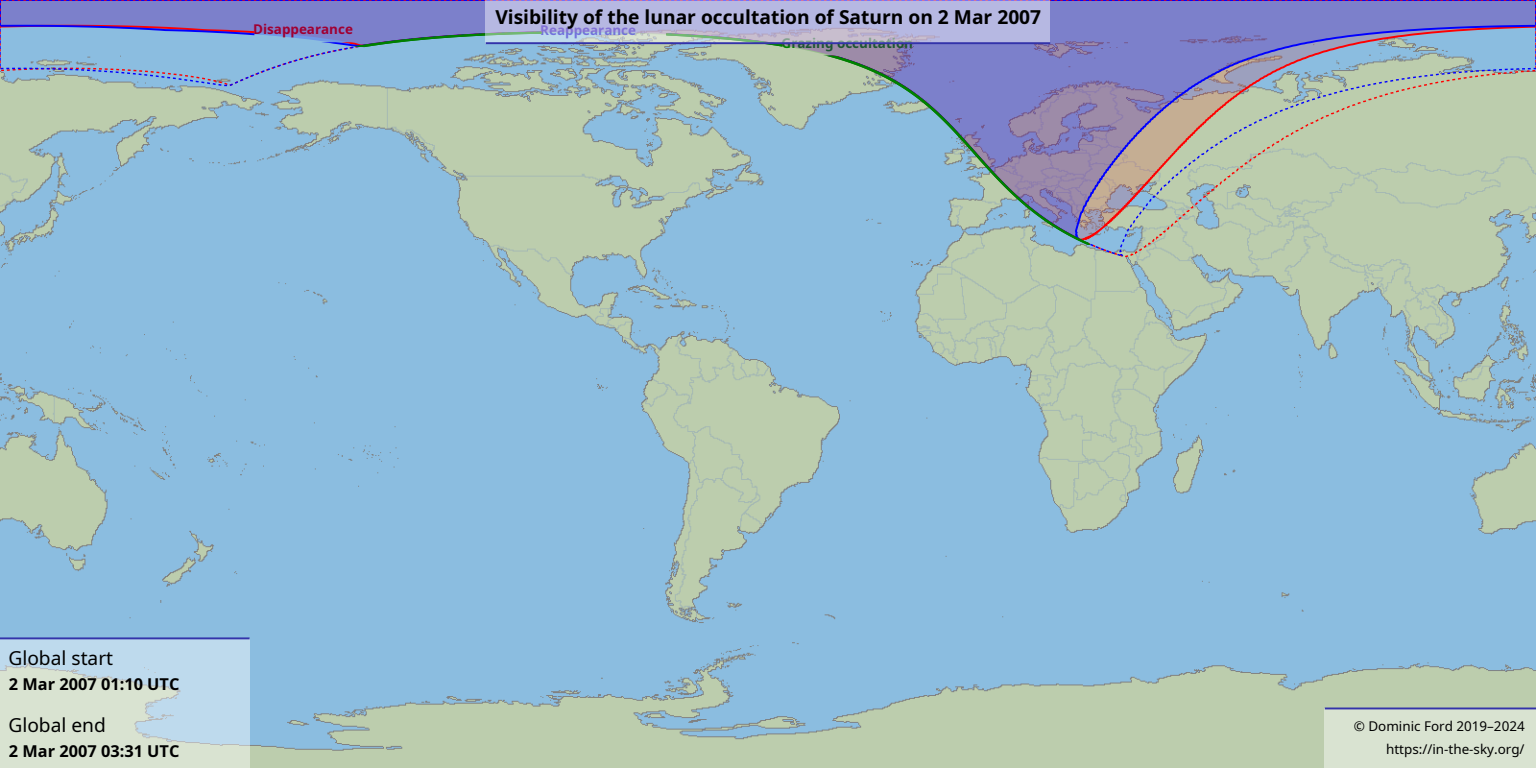 Visibility of the lunar occultation of Saturn on 2 Mar 2007
Disappearance
Reappearance
Grazing occultation
Global start
2 Mar 2007 01:10 UTC
Global end
2 Mar 2007 03:31 UTC
© Dominic Ford 2019–2024
https://in-the-sky.org/